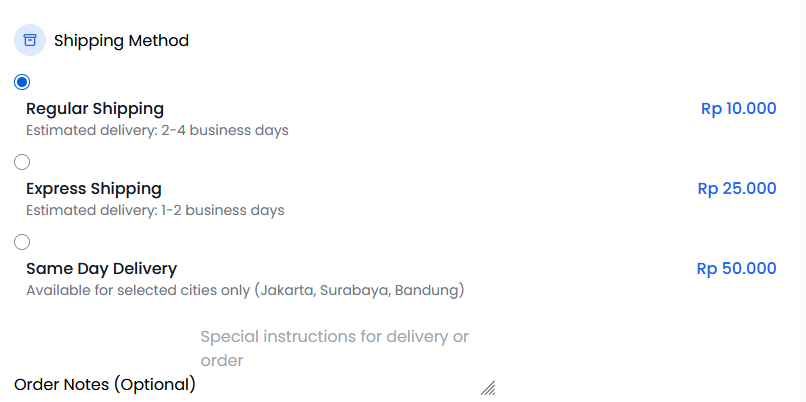 Shipping Method
Regular Shipping Rp 10.000
Estimated delivery: 2-4 business days
Express Shipping Rp 25.000
Estimated delivery: 1-2 business days
Same Day Delivery Rp 50.000
Available for selected cities only (Jakarta, Surabaya, Bandung)
Special instructions for delivery or
order
Order Notes (Optional)